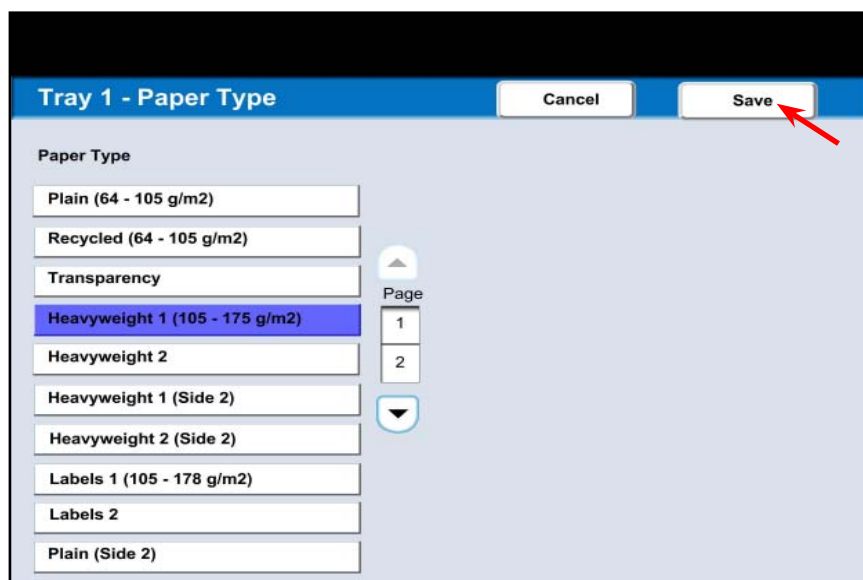 Tray 1 - Paper Type
Cancel
Save
Paper Type
Plain (64 - 105 g/m2)
Recycled (64 - 105 g/m2)
Transparency
Heavyweight 1 (105 - 175 g/m2)
Heavyweight 2
Heavyweight 1 (Side 2)
Heavyweight 2 (Side 2)
Labels 1 (105 - 178 g/m2)
Labels 2
Plain (Side 2)
Page
1
2